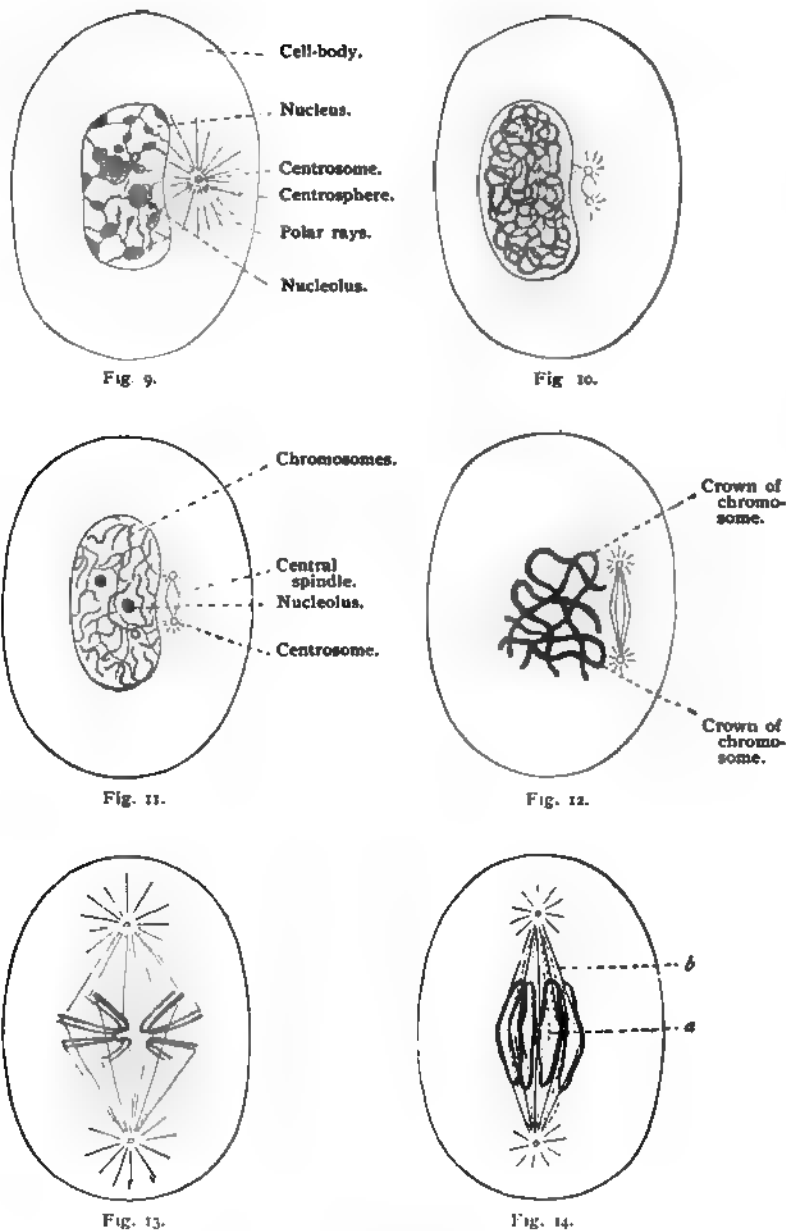 Cell-body.
Nucleus.
Centrosome.
Centrosphere.
Polar rays.
Nucleolus.
Fig. 9.
Fig 10.
Chromosomes.
Central
spindle.
Nucleolus.
Centrosome.
Fig. 11.
Crown of
chromo-
some.
Crown of
chromo-
some.
Fig. 12.
Fig. 13.
b
a
Fig. 14.